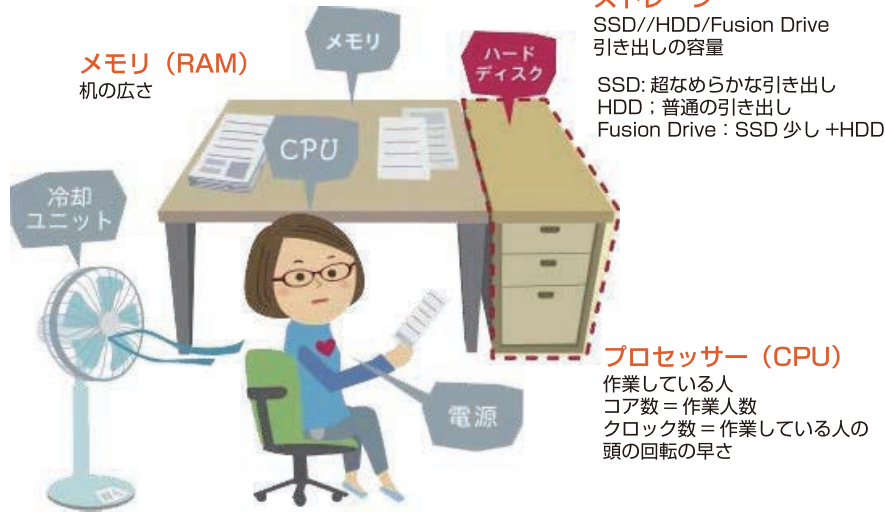 ストレージ
SSD//HDD/Fusion Drive
引き出しの容量
SSD: 超なめらかな引き出し
HDD；普通の引き出し
Fusion Drive：SSD 少し +HDD
メモリ（RAM）
机の広さ
メモリ
ハード
ディスク
CPU
冷却
ユニット
電源
プロセッサー（CPU）
作業している人
コア数 = 作業人数
クロック数 = 作業している人の
頭の回転の早さ